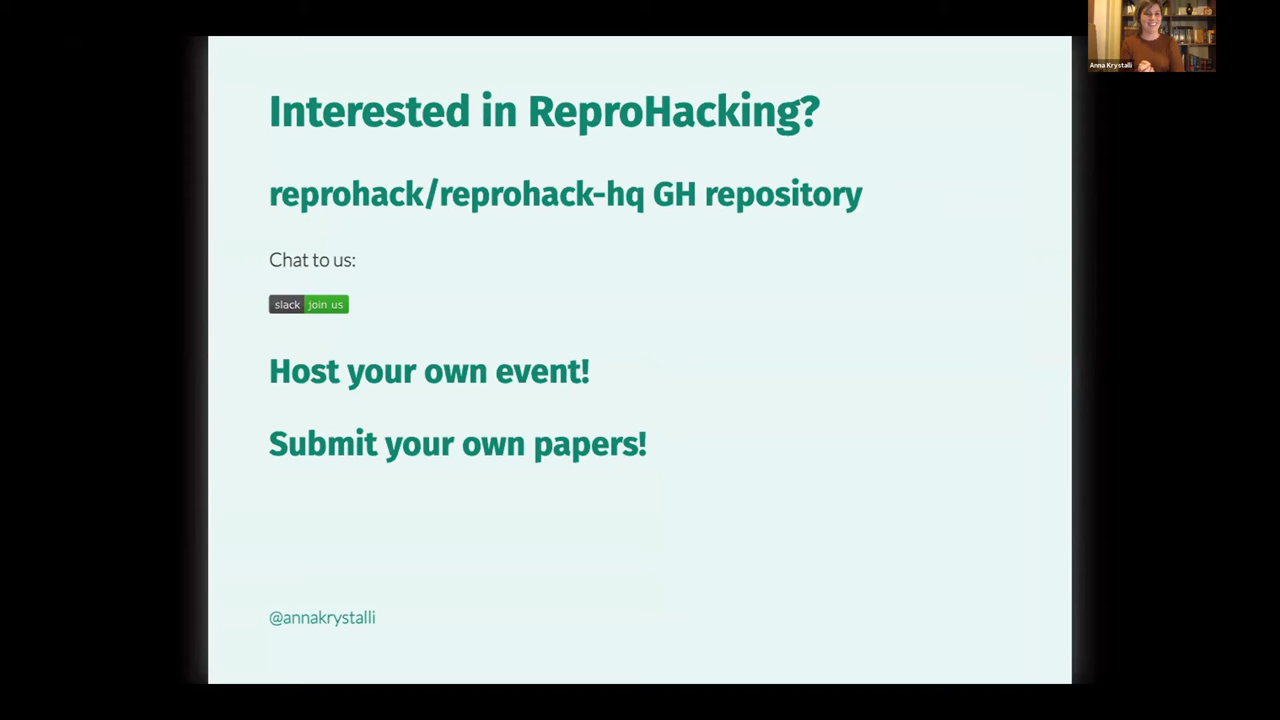 Interested in ReproHacking?
reprohack/reprohack-hq GH repository
Chat to us:
slack join us
Host your own event!
Submit your own papers!
@annakrystalli
Anna Krystalli